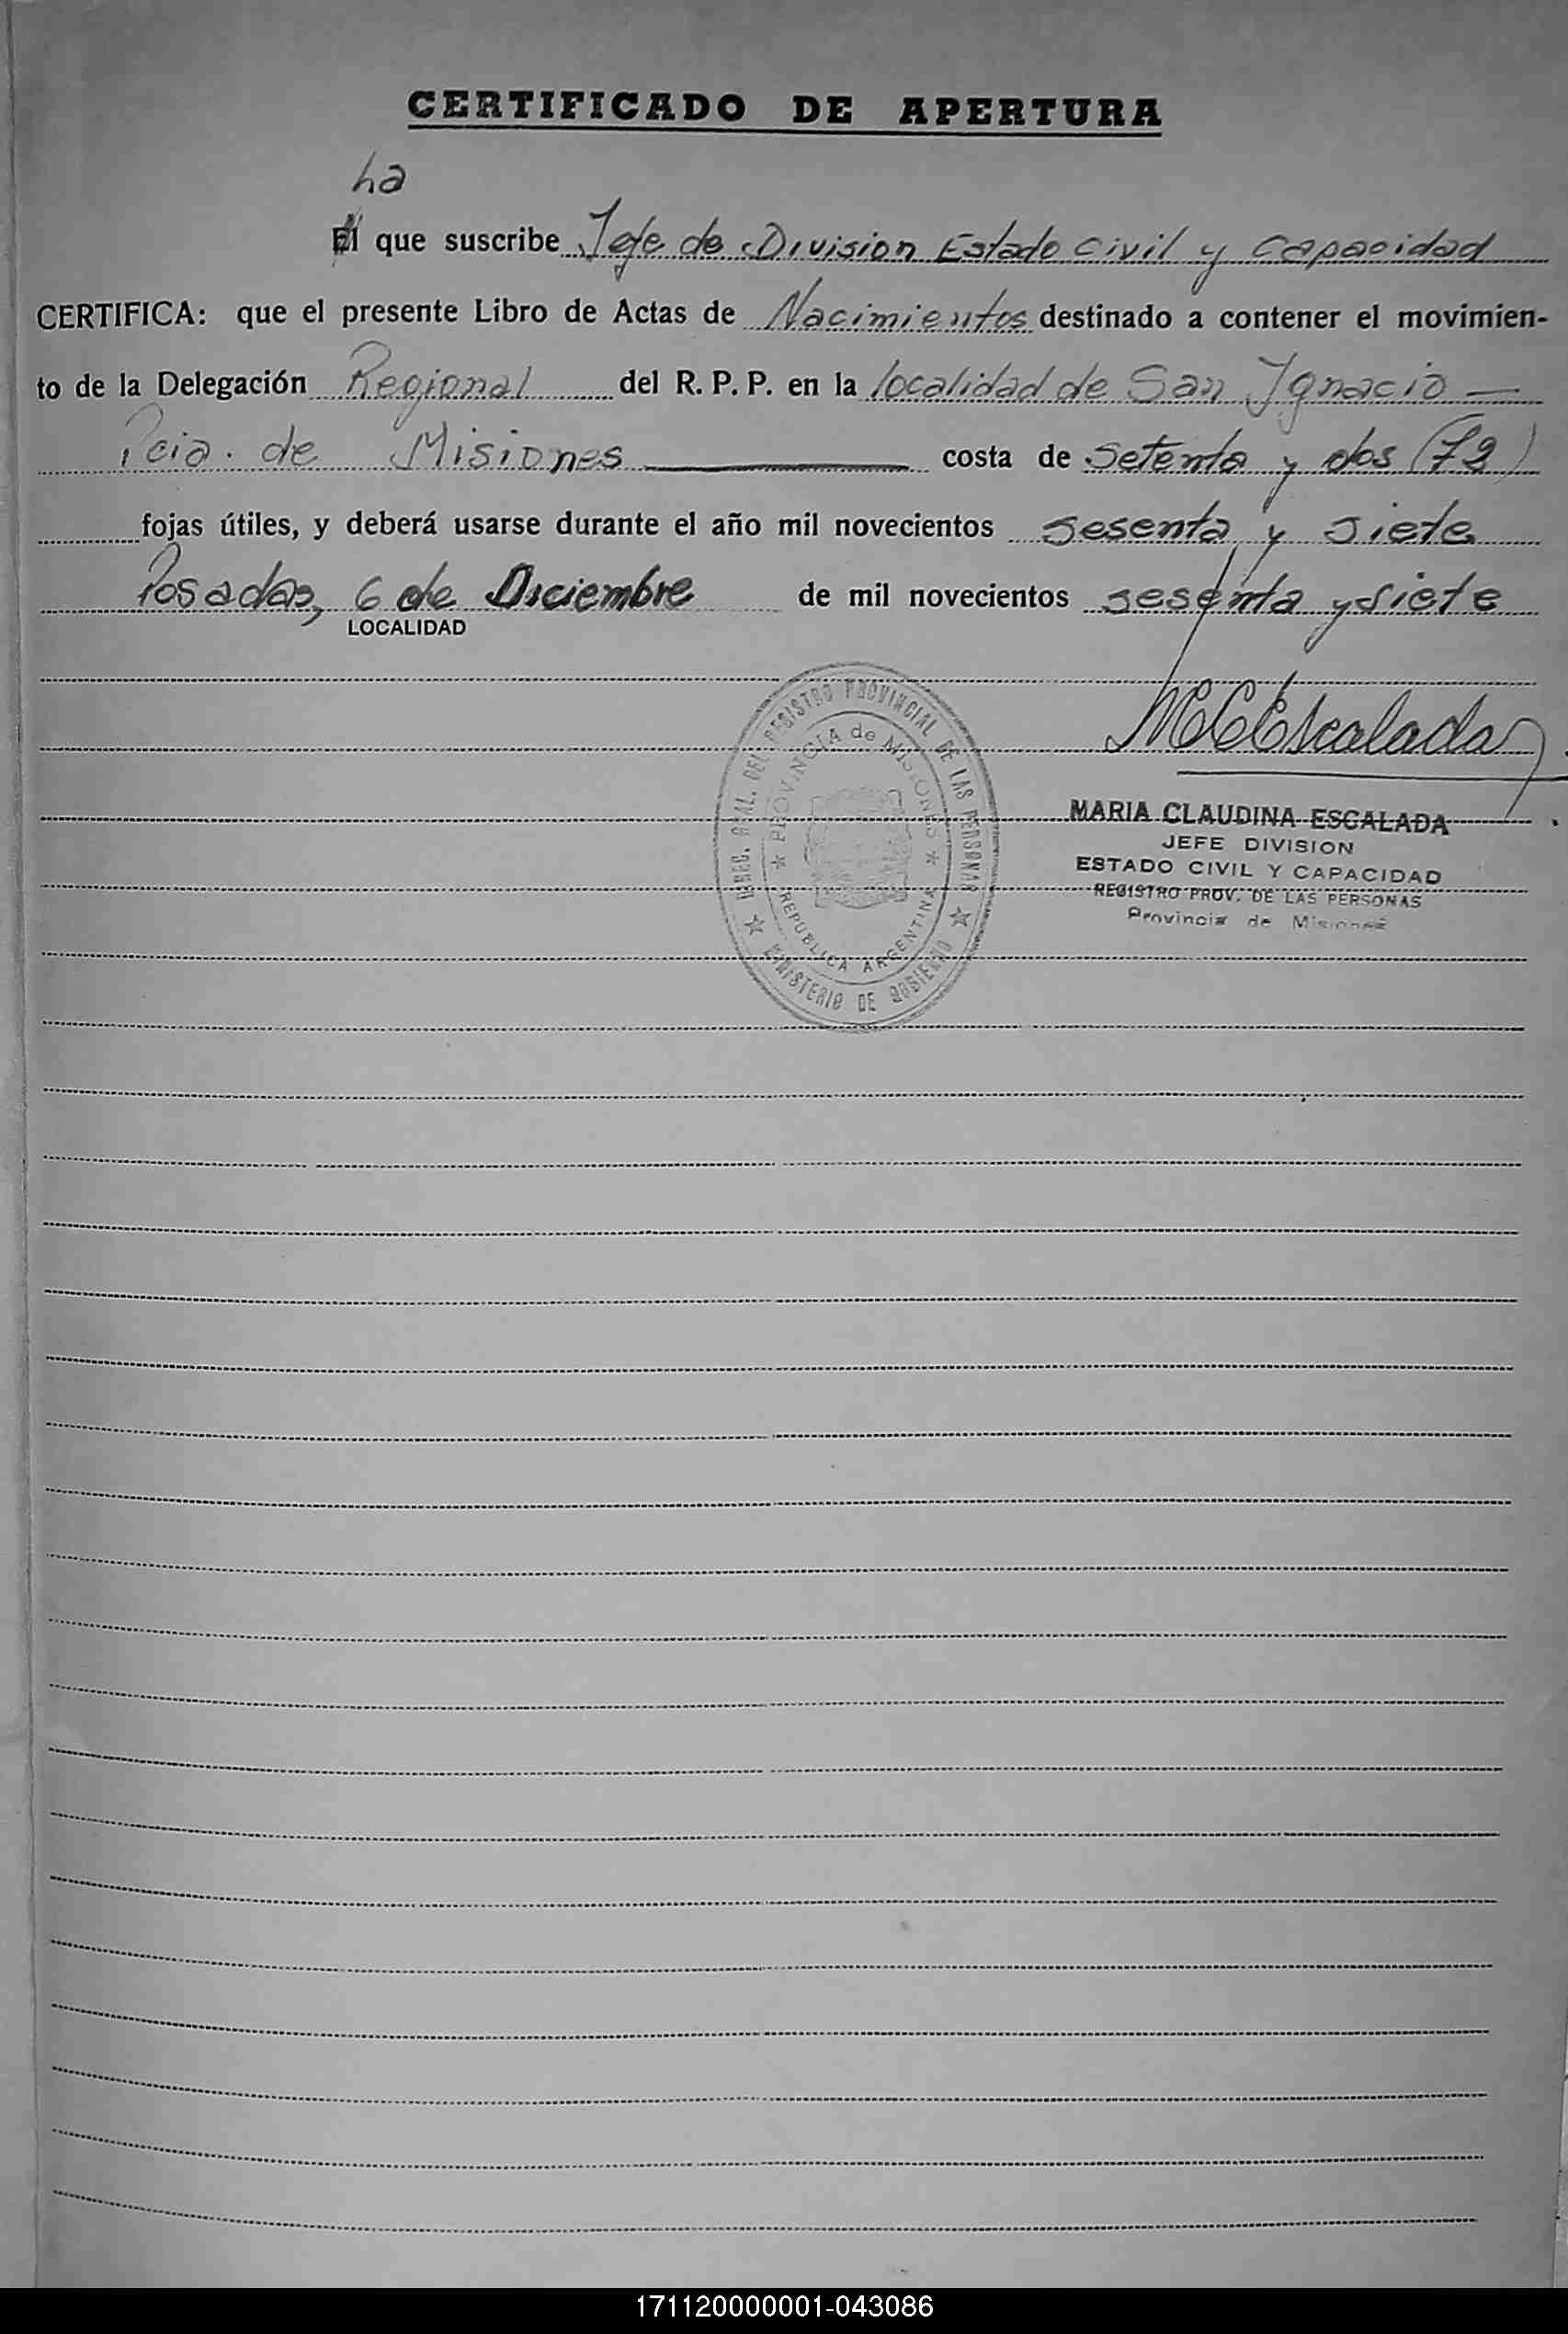 CERTIFICADO DE APERTURA
La
El que suscribe Jefe de Division Estado civil y Capacidad
CERTIFICA: que el presente Libro de Actas de Nacimientos destinado a contener el movimien-
to de la Delegación Regional del R. P. P. en la localidad de San Ignacio —
Pcia. de Misiones costa de setenta y dos (72)
fojas útiles, y deberá usarse durante el año mil novecientos sesenta y siete
Posadas, 6 de Diciembre de mil novecientos sesenta y siete
LOCALIDAD
MCEscalada
MARIA CLAUDINA ESCALADA
JEFE DIVISION
ESTADO CIVIL Y CAPACIDAD
REGISTRO PROV. DE LAS PERSONAS
Provincia de Misiones
DIREC. GRAL. DEL REGISTRO PROVINCIAL DE LAS PERSONAS
PROVINCIA de MISIONES
REPUBLICA ARGENTINA
MINISTERIO DE GOBIERNO
171120000001-043086